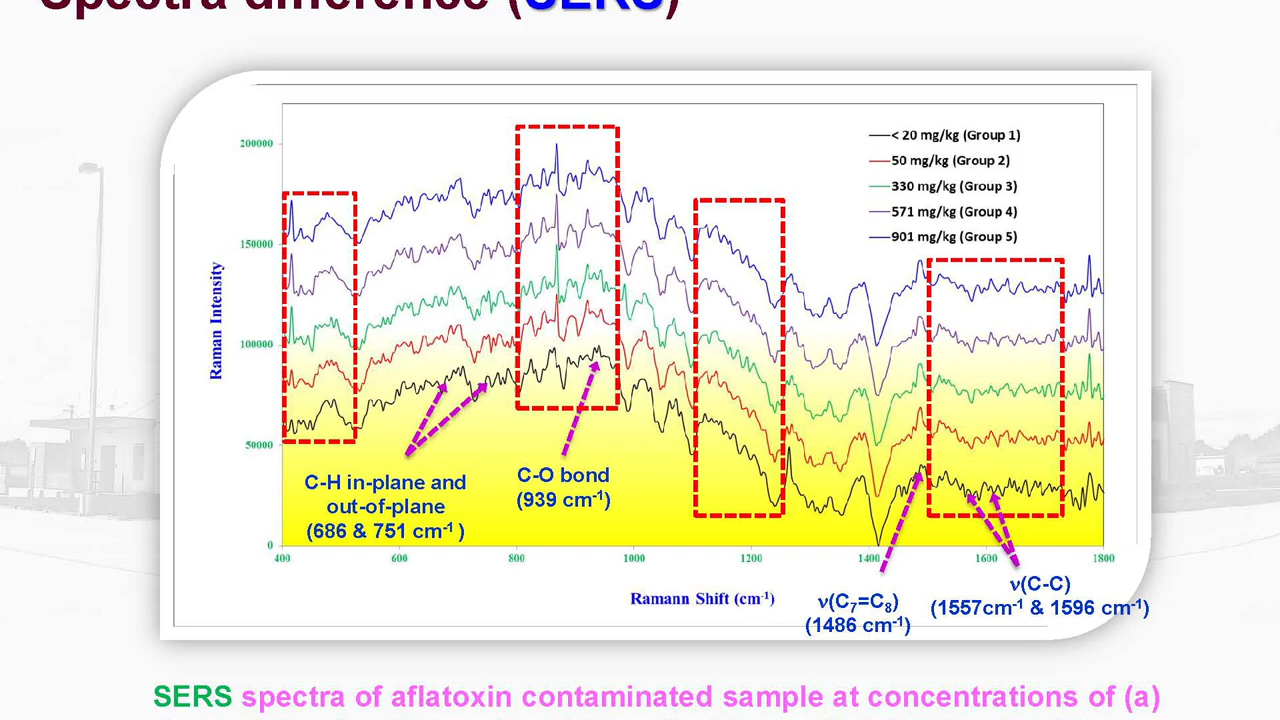 Spectra difference (SERS)
200000
150000
100000
50000
0
400
600
800
1000
1200
1400
1600
1800
Raman Intensity
Ramann Shift (cm-1)
< 20 mg/kg (Group 1)
50 mg/kg (Group 2)
330 mg/kg (Group 3)
571 mg/kg (Group 4)
901 mg/kg (Group 5)
C-H in-plane and
out-of-plane
(686 & 751 cm-1 )
C-O bond
(939 cm-1)
ν(C7=C8)
(1486 cm-1)
ν(C-C)
(1557cm-1 & 1596 cm-1)
SERS spectra of aflatoxin contaminated sample at concentrations of (a)